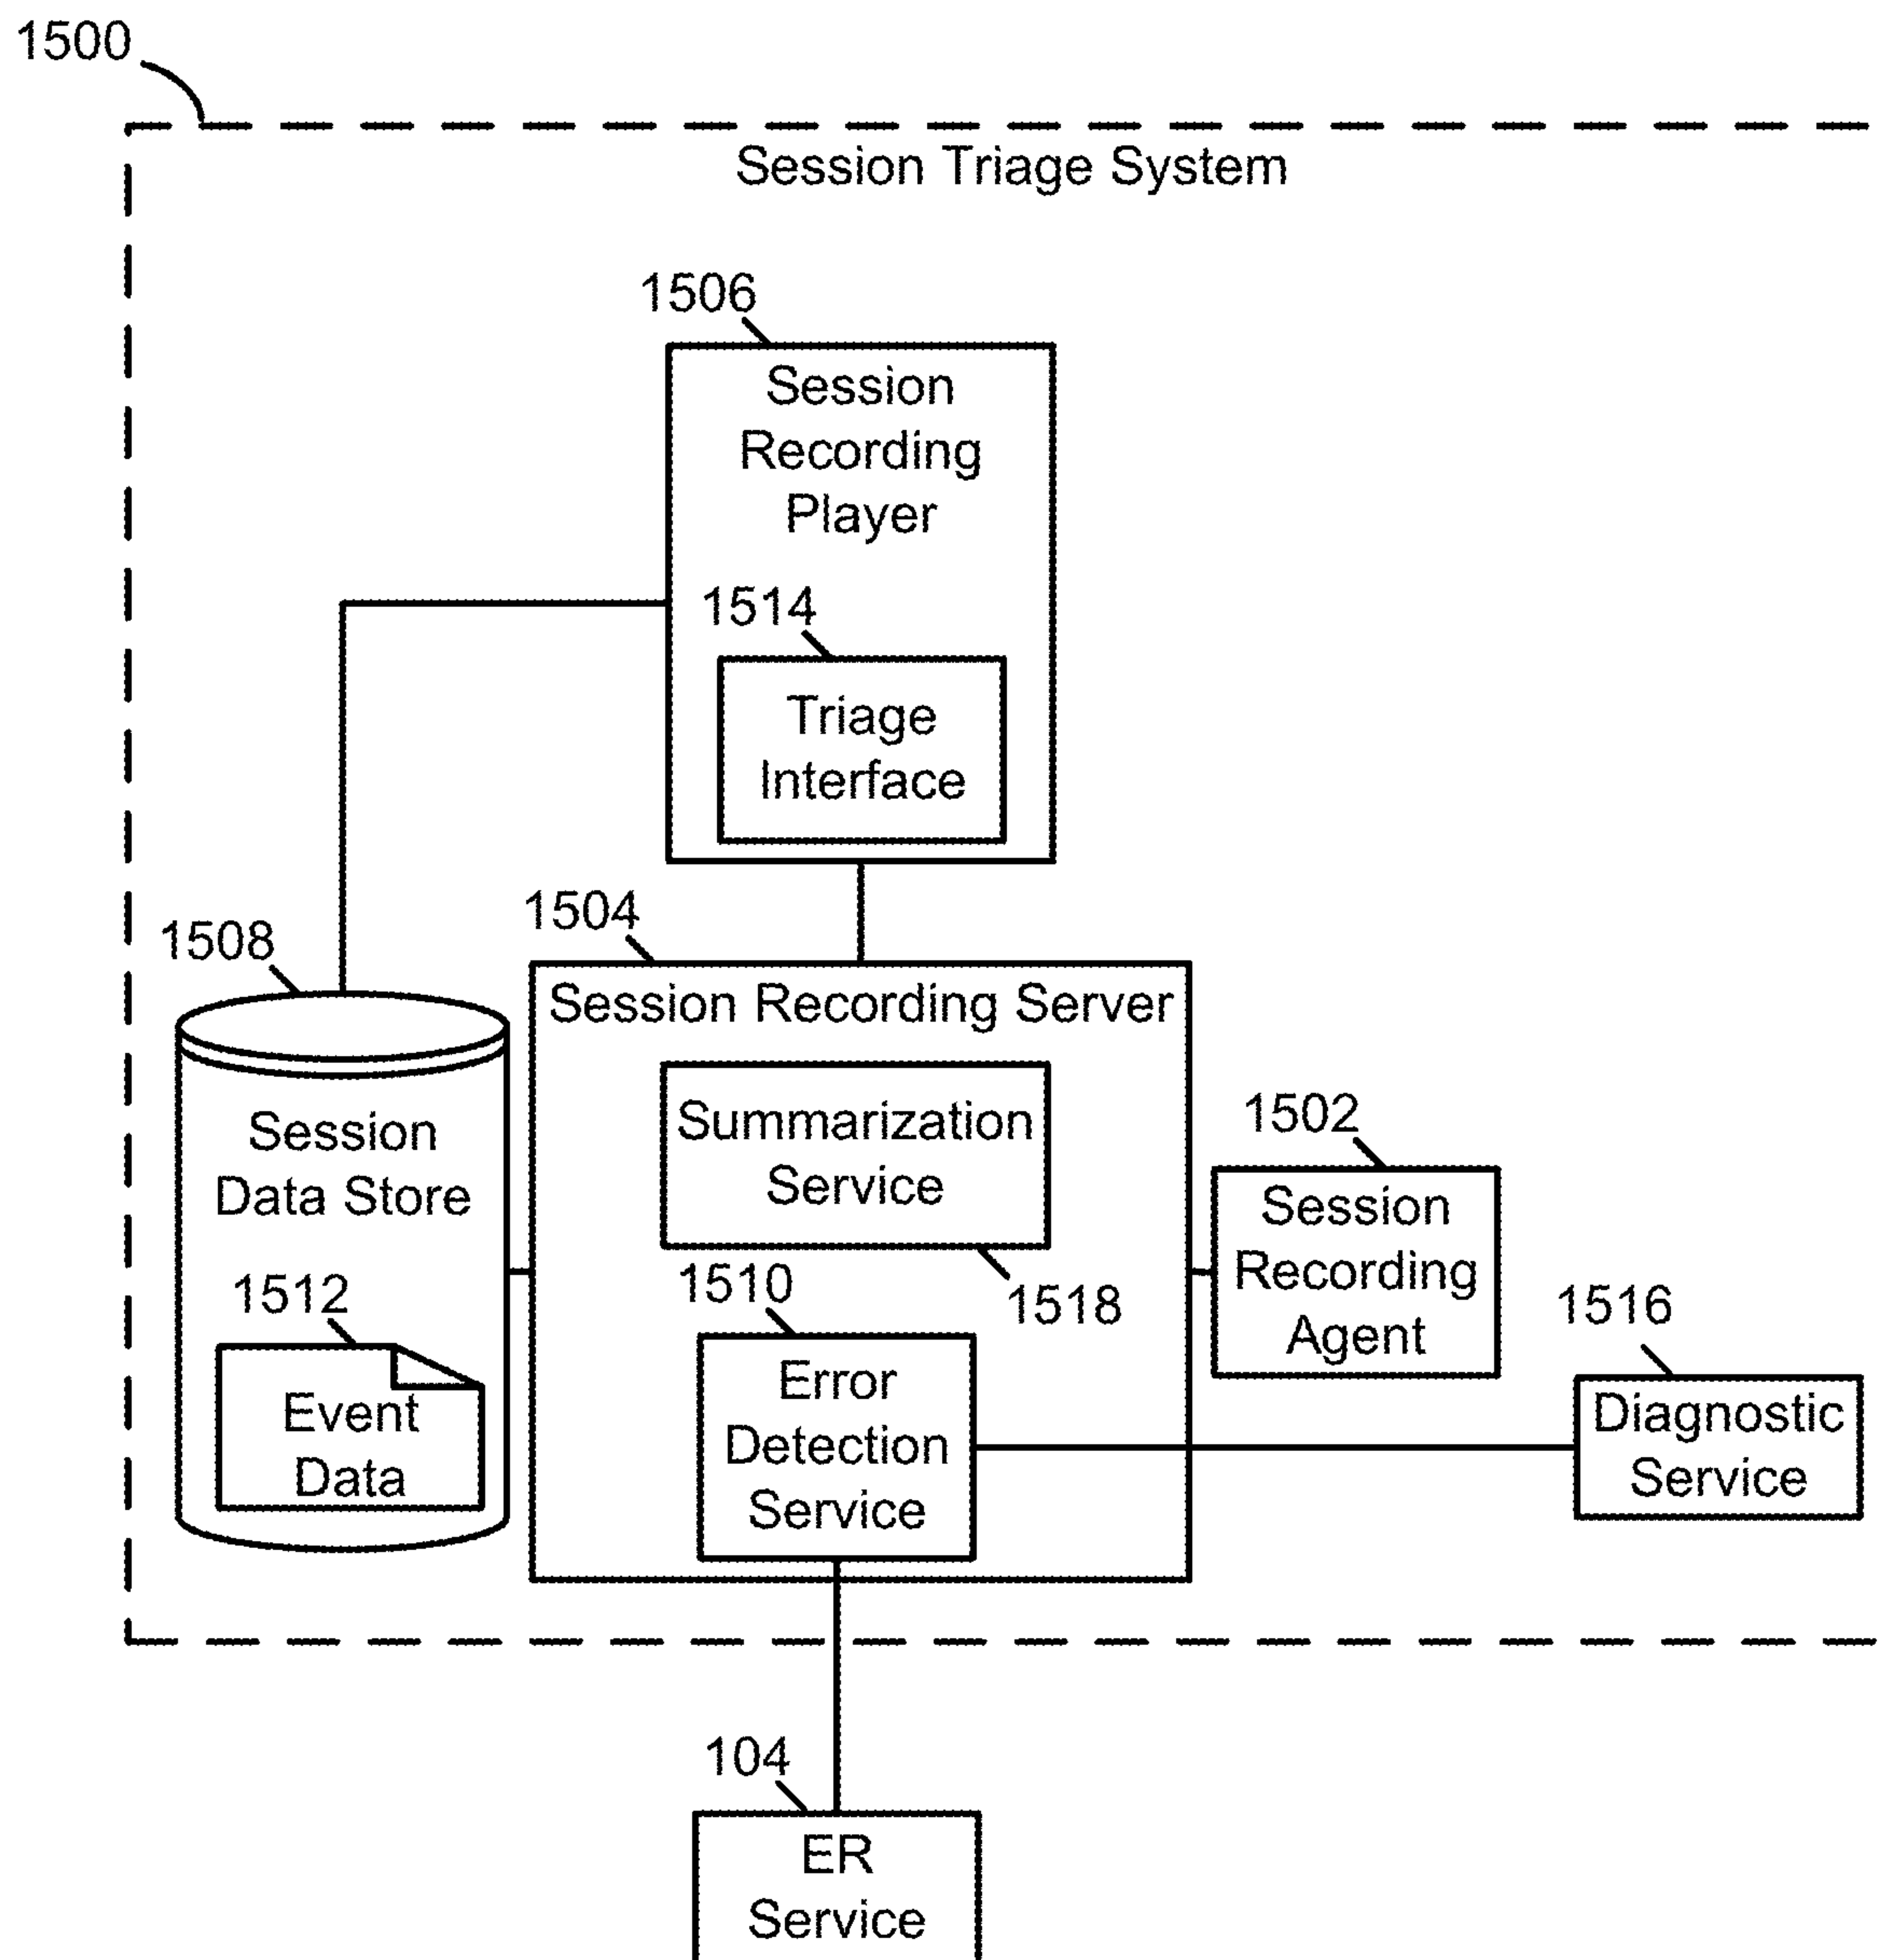 1500
Session Triage System
1506
Session
Recording
Player
1514
Triage
Interface
1504
1508
Session Recording Server
Summarization
Service
1518
Session
Data Store
1502
Session
Recording
Agent
1512
Event
Data
1510
Error
Detection
Service
1516
Diagnostic
Service
104
ER
Service